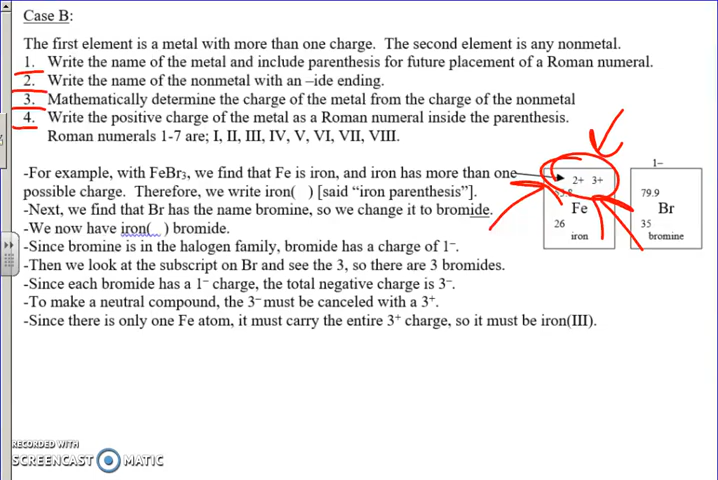 Case B:
The first element is a metal with more than one charge. The second element is any nonmetal.
1. Write the name of the metal and include parenthesis for future placement of a Roman numeral.
2. Write the name of the nonmetal with an –ide ending.
3. Mathematically determine the charge of the metal from the charge of the nonmetal
4. Write the positive charge of the metal as a Roman numeral inside the parenthesis.
Roman numerals 1-7 are; I, II, III, IV, V, VI, VII, VIII.
-For example, with FeBr₃, we find that Fe is iron, and iron has more than one
possible charge. Therefore, we write iron( ) [said “iron parenthesis”].
-Next, we find that Br has the name bromine, so we change it to bromide.
-We now have iron( ) bromide.
-Since bromine is in the halogen family, bromide has a charge of 1⁻.
-Then we look at the subscript on Br and see the 3, so there are 3 bromides.
-Since each bromide has a 1⁻ charge, the total negative charge is 3⁻.
-To make a neutral compound, the 3⁻ must be canceled with a 3⁺.
-Since there is only one Fe atom, it must carry the entire 3⁺ charge, so it must be iron(III).
2+ 3+
Fe
26
iron
1–
79.9
Br
35
bromine
RECORDED WITH
SCREENCAST MATIC